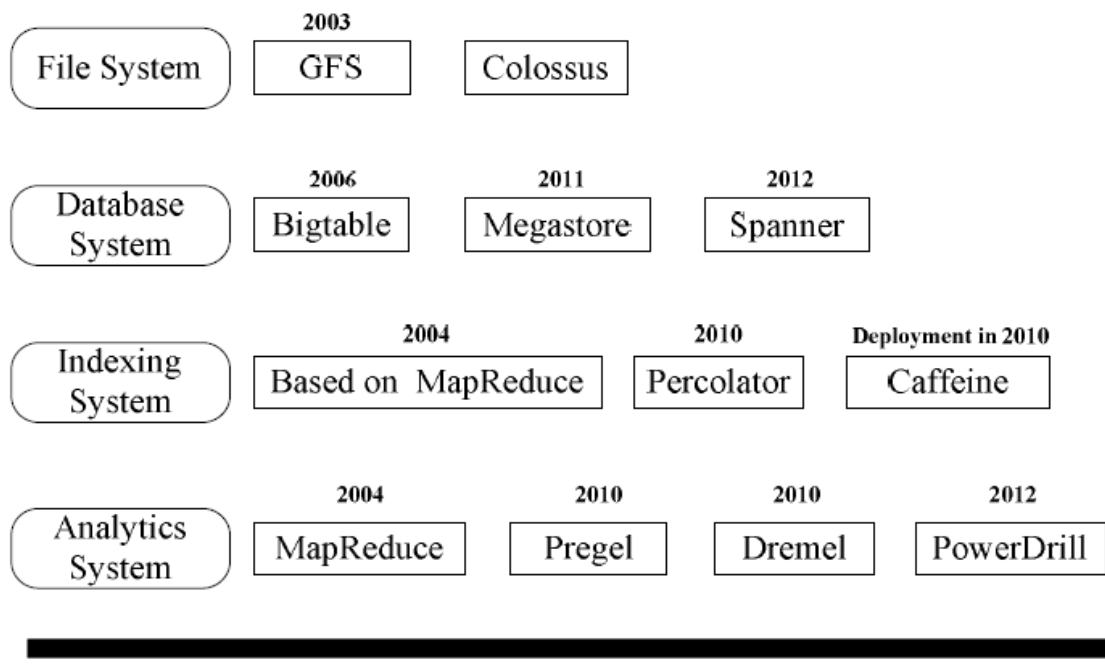 2003
File System
GFS
Colossus
2006
2011
2012
Database
System
Bigtable
Megastore
Spanner
2004
2010
Deployment in 2010
Indexing
System
Based on MapReduce
Percolator
Caffeine
2004
2010
2010
2012
Analytics
System
MapReduce
Pregel
Dremel
PowerDrill